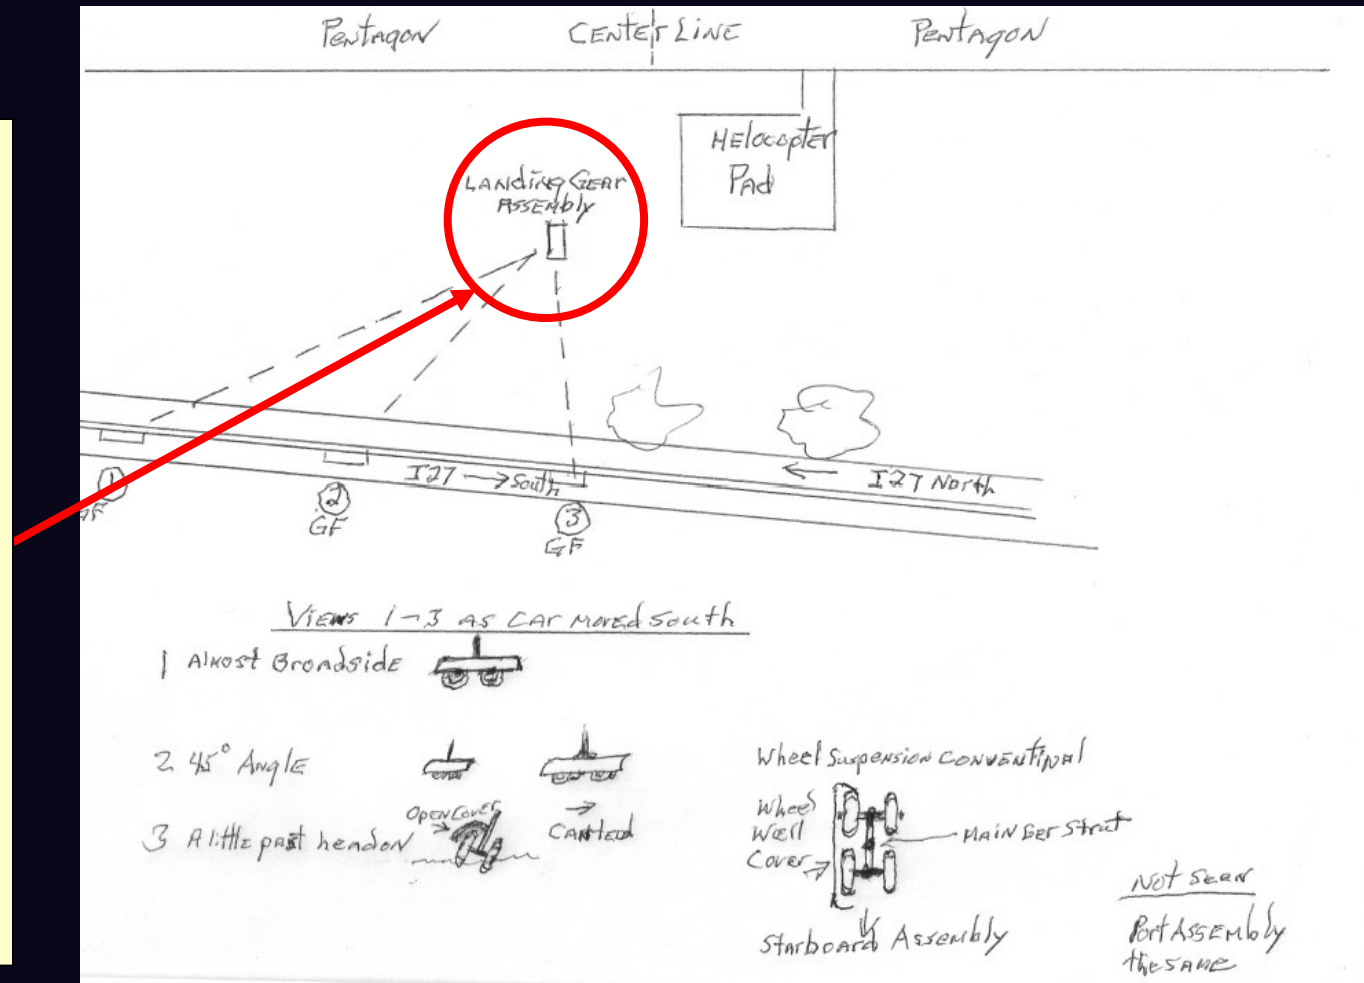 Pentagon
CENTER LINE
Pentagon
HElocopter
Pad
LANding GEAR
ASSEmbly
I27 → South
← I27 North
1
GF
2
GF
3
GF
Views 1-3 as CAr moved South
1 Almost Broadside
2 45° Angle
3 A little past headon
OPEN COVER
→
Canted
Wheel Suspension CONVENTIONAl
Wheel
Well
Cover
MAIN GEr Strut
Starboard Assembly
Not Seen
Port ASSEmbly
the SAME